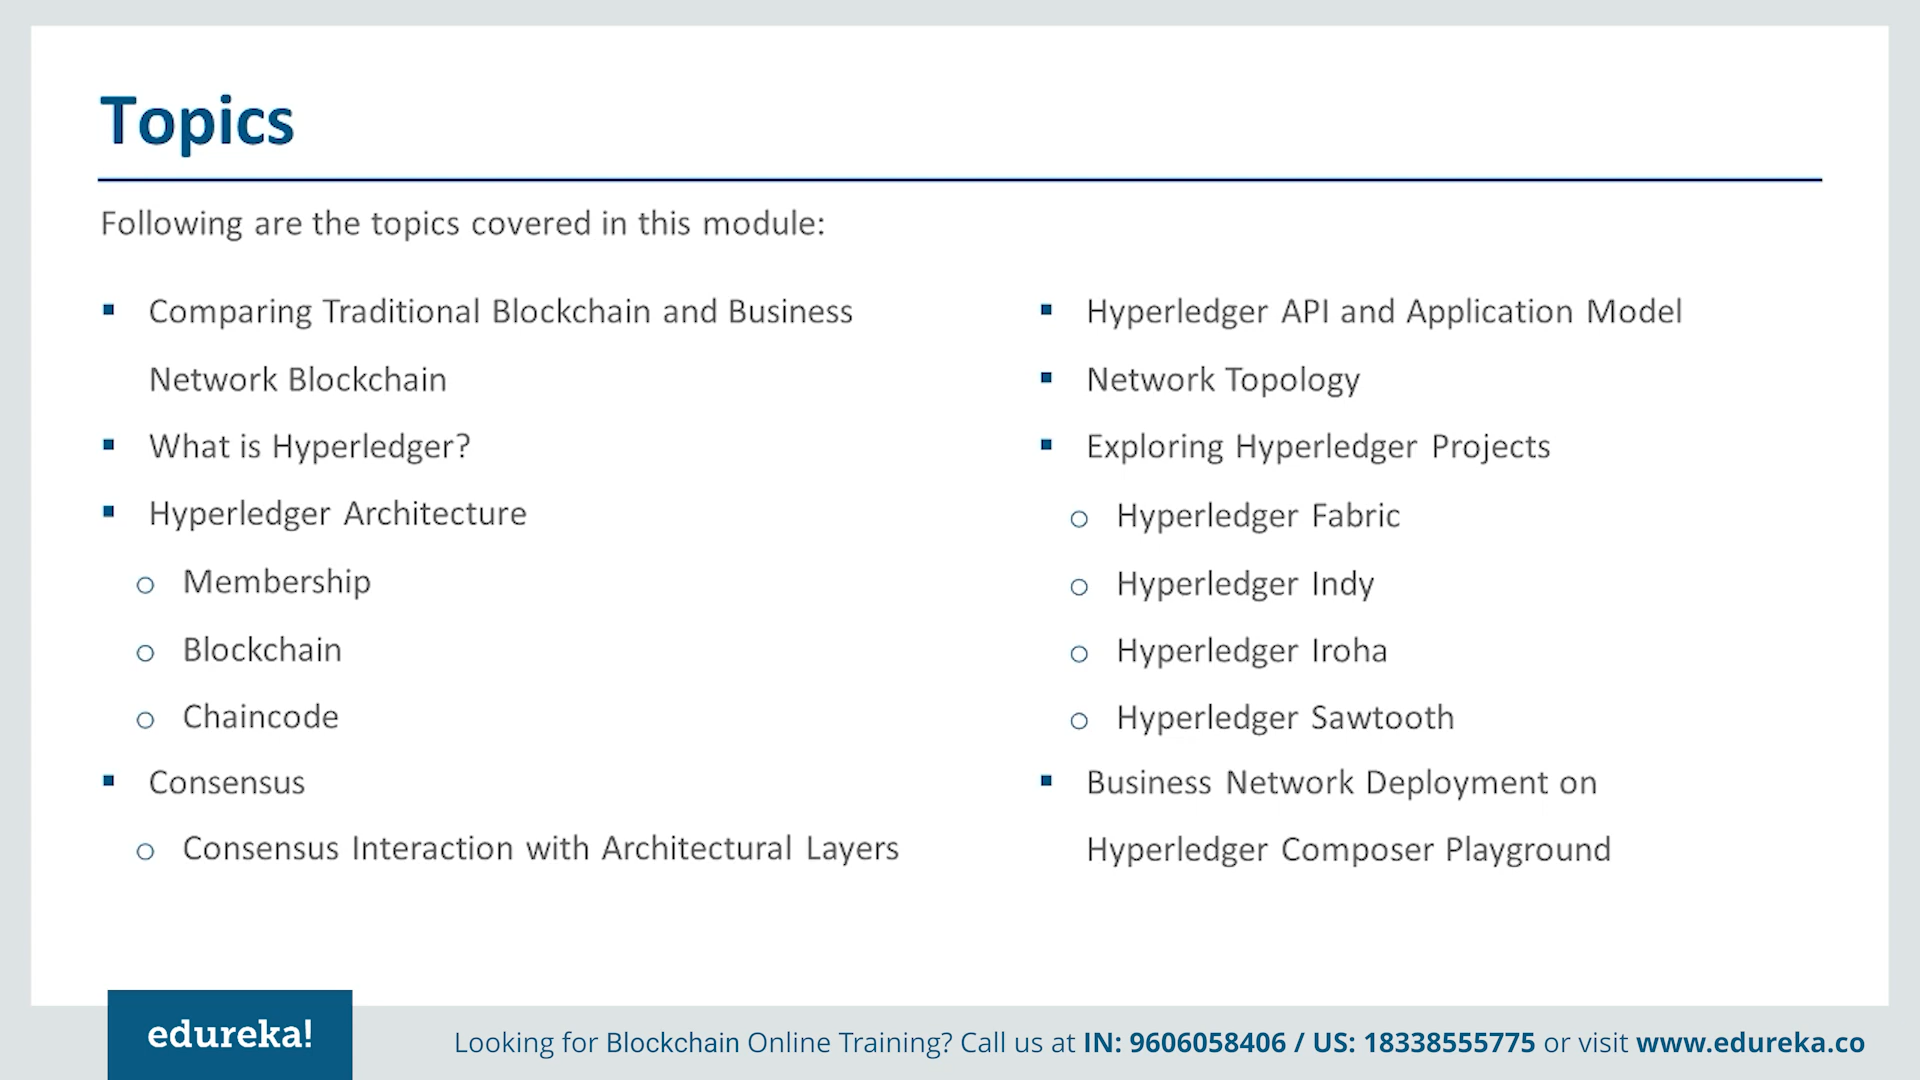 Topics
Following are the topics covered in this module:
Comparing Traditional Blockchain and Business
Network Blockchain
What is Hyperledger?
Hyperledger Architecture
Membership
Blockchain
Chaincode
Consensus
Consensus Interaction with Architectural Layers
Hyperledger API and Application Model
Network Topology
Exploring Hyperledger Projects
Hyperledger Fabric
Hyperledger Indy
Hyperledger Iroha
Hyperledger Sawtooth
Business Network Deployment on
Hyperledger Composer Playground
edureka!
Looking for Blockchain Online Training? Call us at IN: 9606058406 / US: 18338555775 or visit www.edureka.co